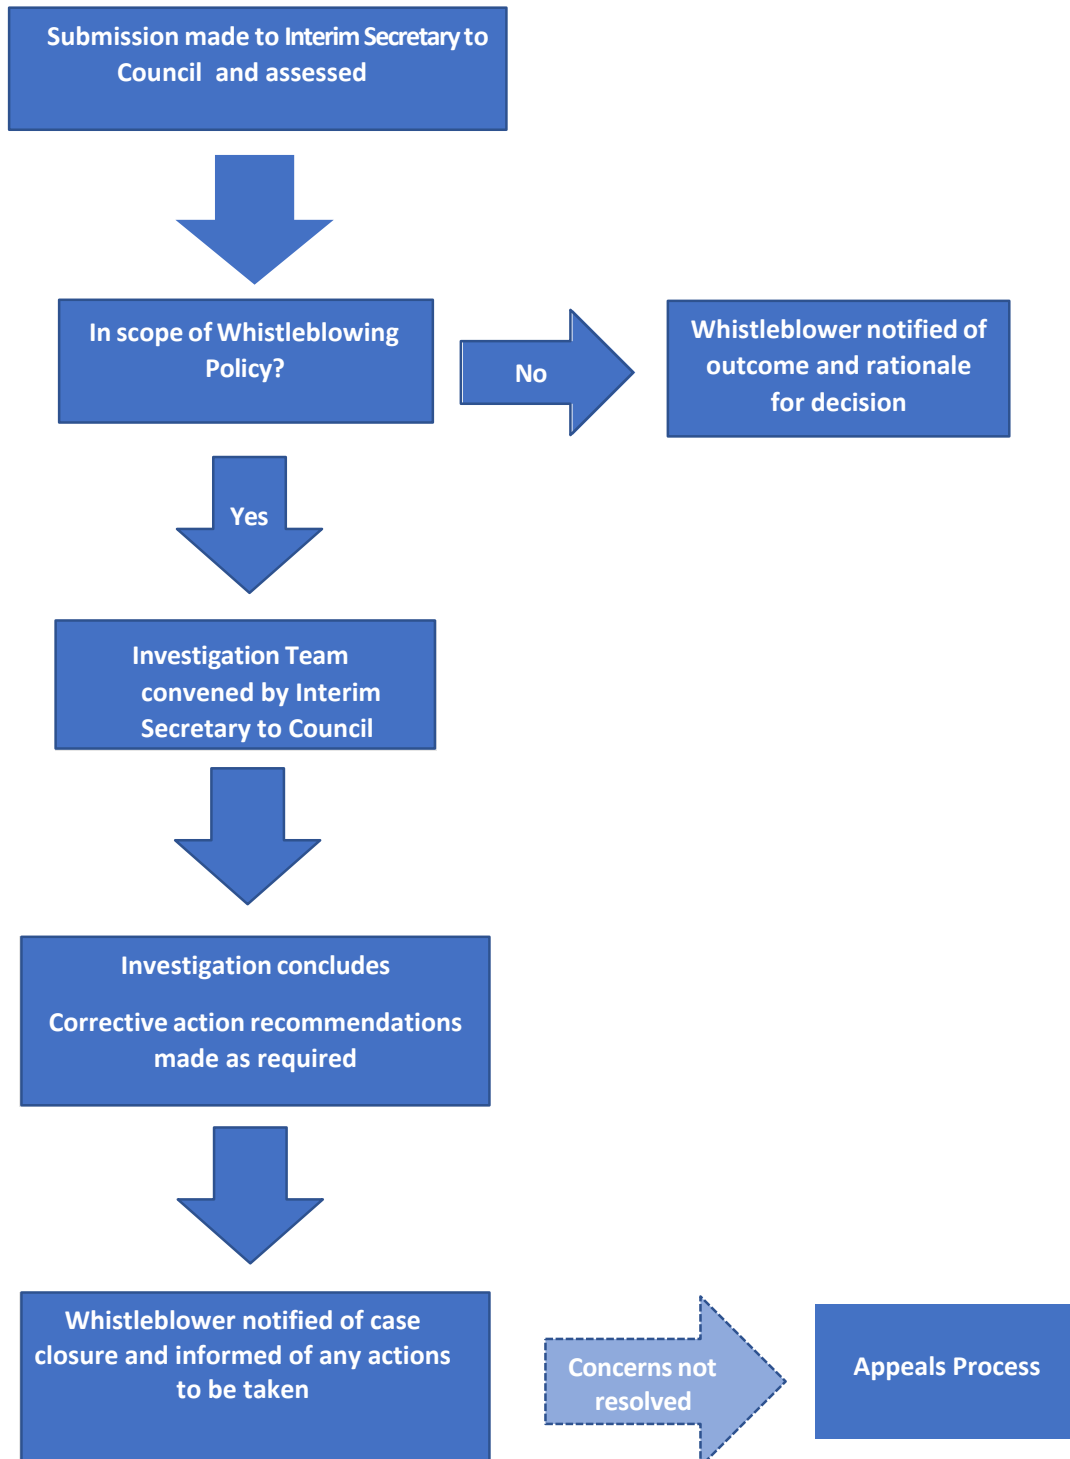 Submission made to Interim Secretary to
Council and assessed
In scope of Whistleblowing
Policy?
No
Whistleblower notified of
outcome and rationale
for decision
Yes
Investigation Team
convened by Interim
Secretary to Council
Investigation concludes
Corrective action recommendations
made as required
Whistleblower notified of case
closure and informed of any actions
to be taken
Concerns not
resolved
Appeals Process